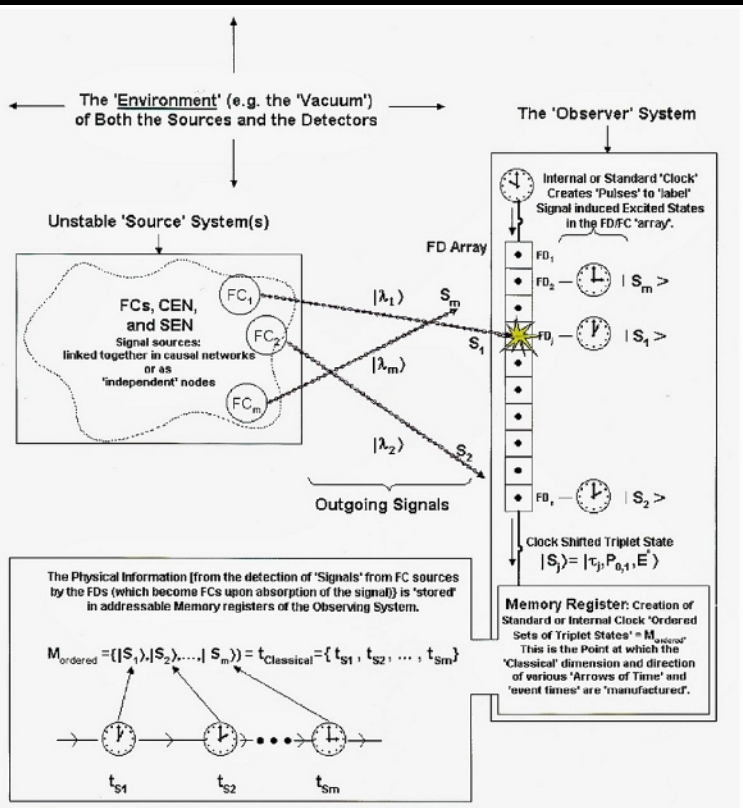 The 'Environment' (e.g. the 'Vacuum')
of Both the Sources and the Detectors
The 'Observer' System
Internal or Standard 'Clock'
Creates 'Pulses' to 'label'
Signal induced Excited States
in the FD/FC 'array'.
Unstable 'Source' System(s)
FD Array
FD₁
FD₂ — | Sₘ >
FDⱼ — | S₁ >
FCs, CEN,
and SEN
Signal sources:
linked together in causal networks
or as
'independent' nodes
FC₁
FC₂
FCₘ
|λ₁⟩
Sₘ
S₁
|λₘ⟩
|λ₂⟩
S₂
Outgoing Signals
— | S₂ >
Clock Shifted Triplet State
|Sⱼ⟩= |τⱼ,P₀,₁,E*
Memory Register: Creation of
Standard or Internal Clock 'Ordered
Sets of Triplet States' = Mordered.
This is the Point at which the
'Classical' dimension and direction
of various 'Arrows of Time' and
'event times' are 'manufactured'.
The Physical Information [from the detection of 'Signals' from FC sources
by the FDs (which become FCs upon absorption of the signal)} is 'stored'
in addressable Memory registers of the Observing System.
Mordered ={|S₁⟩,|S₂⟩,...,| Sₘ⟩) = tClassical={ tS1 , tS2, ... , tSm}
tS1
tS2
tSm